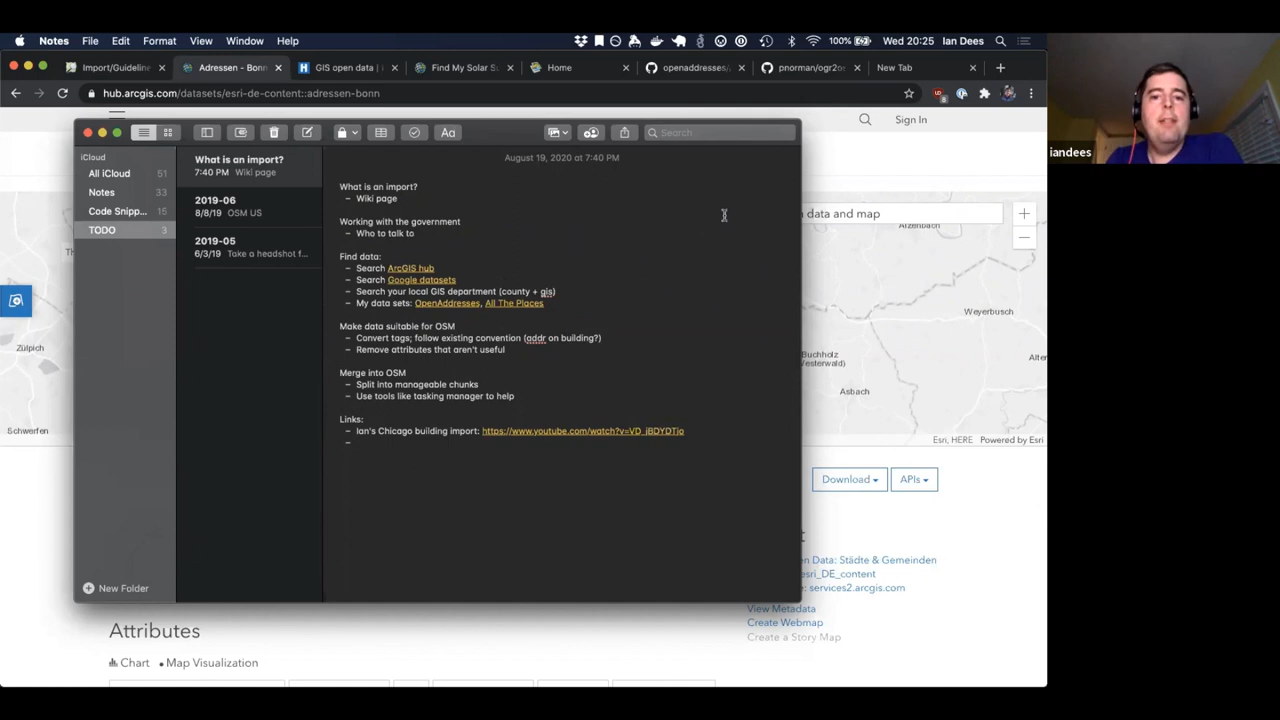 Notes File Edit Format View Window Help
100% Wed 20:25 Ian Dees
Import/Guideline
Adressen - Bonn
GIS open data |
Find My Solar S
Home
openaddresses/
pnorman/ogr2os
New Tab
hub.arcgis.com/datasets/esri-de-content::adressen-bonn
Sign In
iandees
Search
iCloud
All iCloud 51
Notes 33
Code Snipp... 15
TODO 3
What is an import?
7:40 PM Wiki page
2019-06
8/8/19 OSM US
2019-05
6/3/19 Take a headshot f...
New Folder
August 19, 2020 at 7:40 PM
What is an import?
– Wiki page
Working with the government
– Who to talk to
Find data:
– Search ArcGIS hub
– Search Google datasets
– Search your local GIS department (county + gis)
– My data sets: OpenAddresses, All The Places
Make data suitable for OSM
– Convert tags; follow existing convention (addr on building?)
– Remove attributes that aren't useful
Merge into OSM
– Split into manageable chunks
– Use tools like tasking manager to help
Links:
– Ian's Chicago building import: https://www.youtube.com/watch?v=VD_jBDYDTjo
–
data and map
Altenbach
Weyerbusch
Buchholz
Westerwald)
Asbach
Alter
Zülpich
Schwerfen
Esri, HERE | Powered by Esri
Download
APIs
en Data: Städte & Gemeinden
esri_DE_content
: services2.arcgis.com
View Metadata
Create Webmap
Create a Story Map
Attributes
Chart
Map Visualization